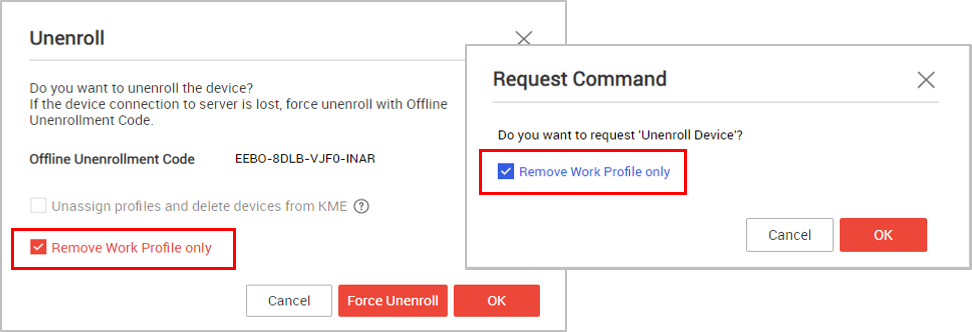 Unenroll
Do you want to unenroll the device?
If the device connection to server is lost, force unenroll with Offline
Unenrollment Code.
Offline Unenrollment Code EEBO-8DLB-VJF0-INAR
Unassign profiles and delete devices from KME ?
Remove Work Profile only
Cancel Force Unenroll OK
Request Command
Do you want to request 'Unenroll Device'?
Remove Work Profile only
Cancel OK